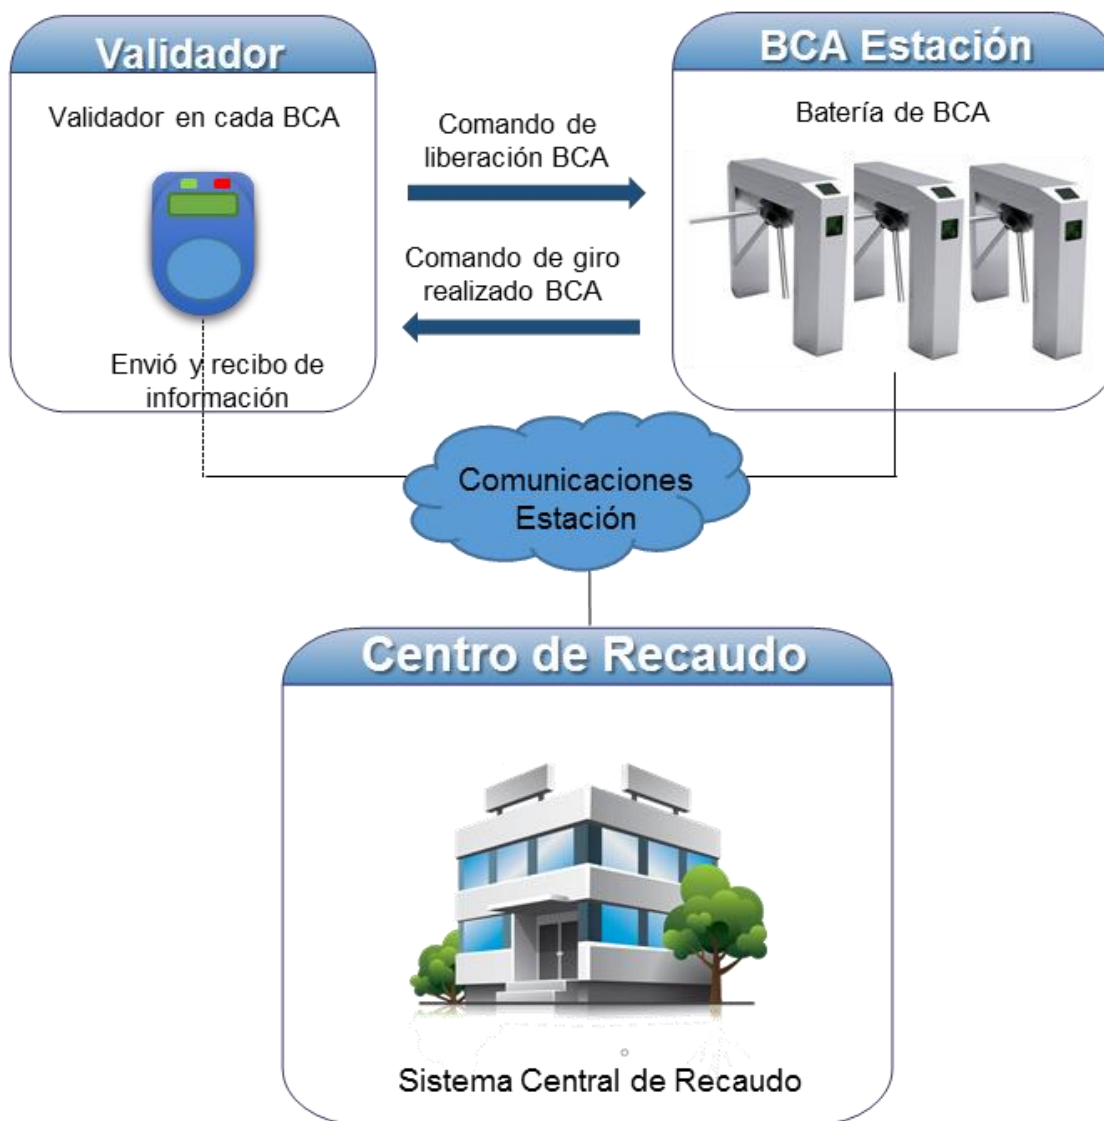 Validador
Validador en cada BCA
Envió y recibo de
información
Comando de
liberación BCA
Comando de giro
realizado BCA
BCA Estación
Batería de BCA
Comunicaciones
Estación
Centro de Recaudo
Sistema Central de Recaudo